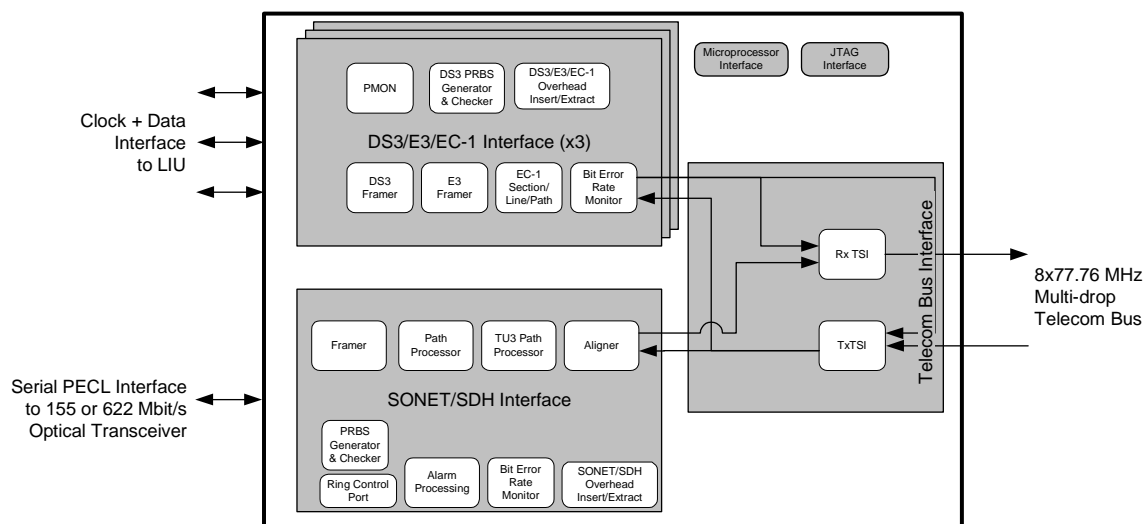 Clock + Data
Interface
to LIU
PMON
DS3 PRBS
Generator
& Checker
DS3/E3/EC-1
Overhead
Insert/Extract
DS3/E3/EC-1 Interface (x3)
DS3
Framer
E3
Framer
EC-1
Section/
Line/Path
Bit Error
Rate
Monitor
Microprocessor
Interface
JTAG
Interface
Rx TSI
TxTSI
Telecom Bus Interface
8x77.76 MHz
Multi-drop
Telecom Bus
Serial PECL Interface
to 155 or 622 Mbit/s
Optical Transceiver
Framer
Path
Processor
TU3 Path
Processor
Aligner
SONET/SDH Interface
PRBS
Generator
& Checker
Ring Control
Port
Alarm
Processing
Bit Error
Rate
Monitor
SONET/SDH
Overhead
Insert/Extract